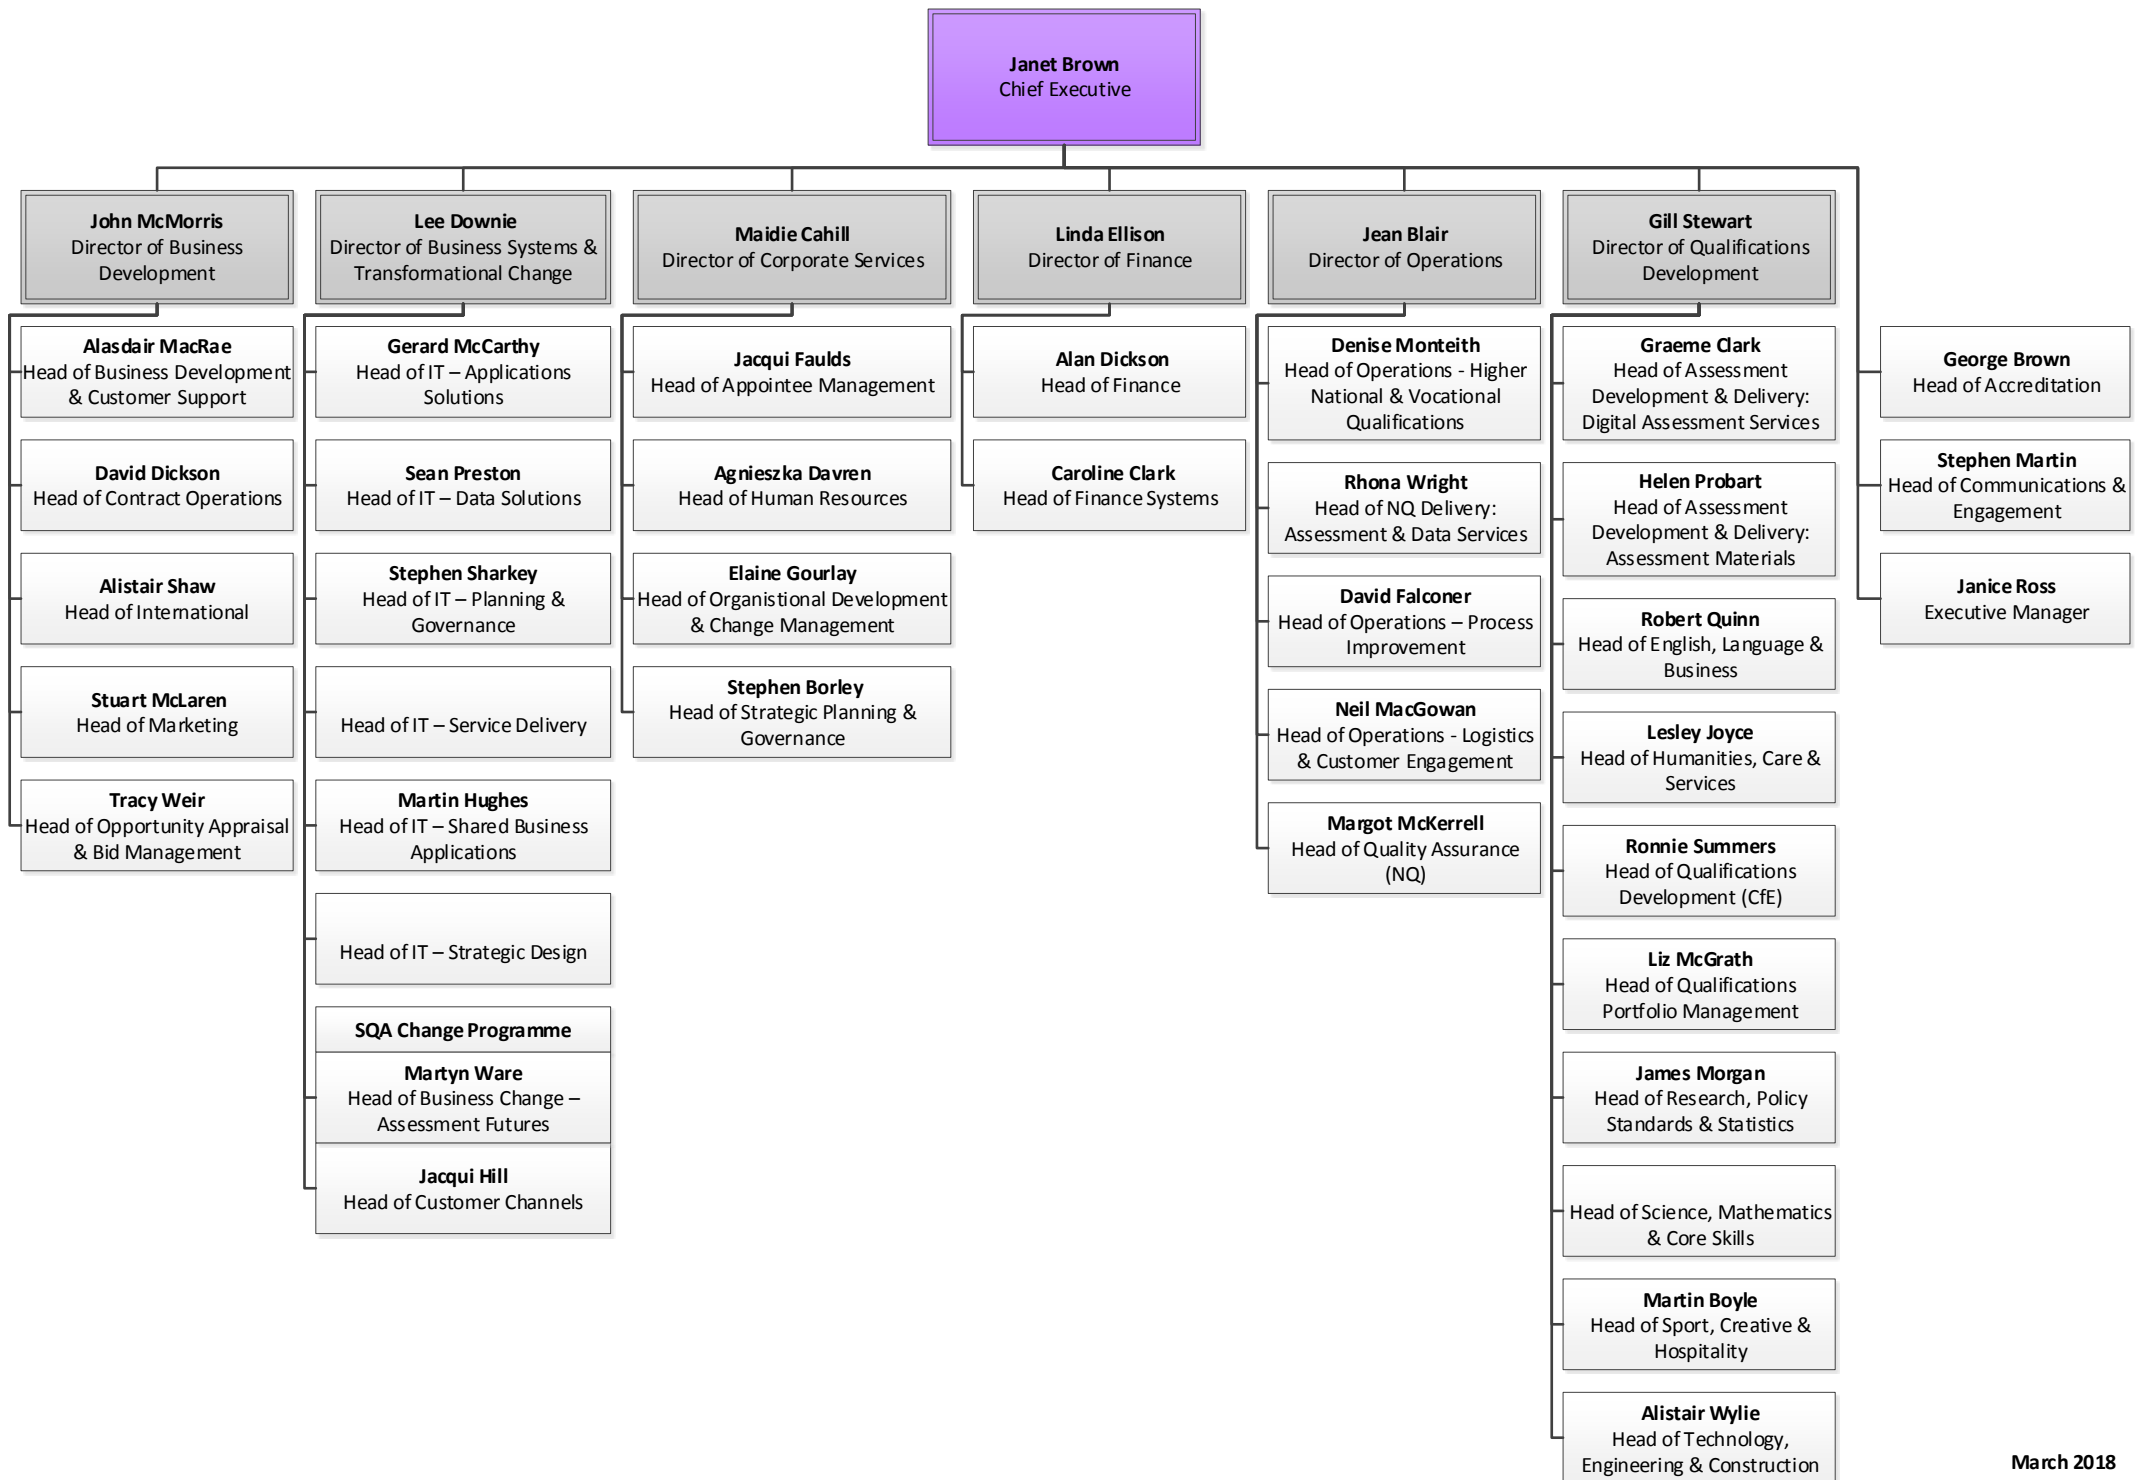 Janet Brown
Chief Executive
John McMorris
Director of Business
Development
Alasdair MacRae
Head of Business Development
& Customer Support
David Dickson
Head of Contract Operations
Alistair Shaw
Head of International
Stuart McLaren
Head of Marketing
Tracy Weir
Head of Opportunity Appraisal
& Bid Management
Lee Downie
Director of Business Systems &
Transformational Change
Gerard McCarthy
Head of IT – Applications
Solutions
Sean Preston
Head of IT – Data Solutions
Stephen Sharkey
Head of IT – Planning &
Governance
Head of IT – Service Delivery
Martin Hughes
Head of IT – Shared Business
Applications
Head of IT – Strategic Design
SQA Change Programme
Martyn Ware
Head of Business Change –
Assessment Futures
Jacqui Hill
Head of Customer Channels
Maidie Cahill
Director of Corporate Services
Jacqui Faulds
Head of Appointee Management
Agnieszka Davren
Head of Human Resources
Elaine Gourlay
Head of Organistional Development
& Change Management
Stephen Borley
Head of Strategic Planning &
Governance
Linda Ellison
Director of Finance
Alan Dickson
Head of Finance
Caroline Clark
Head of Finance Systems
Jean Blair
Director of Operations
Denise Monteith
Head of Operations - Higher
National & Vocational
Qualifications
Rhona Wright
Head of NQ Delivery:
Assessment & Data Services
David Falconer
Head of Operations – Process
Improvement
Neil MacGowan
Head of Operations - Logistics
& Customer Engagement
Margot McKerrell
Head of Quality Assurance
(NQ)
Gill Stewart
Director of Qualifications
Development
Graeme Clark
Head of Assessment
Development & Delivery:
Digital Assessment Services
Helen Probart
Head of Assessment
Development & Delivery:
Assessment Materials
Robert Quinn
Head of English, Language &
Business
Lesley Joyce
Head of Humanities, Care &
Services
Ronnie Summers
Head of Qualifications
Development (CfE)
Liz McGrath
Head of Qualifications
Portfolio Management
James Morgan
Head of Research, Policy
Standards & Statistics
Head of Science, Mathematics
& Core Skills
Martin Boyle
Head of Sport, Creative &
Hospitality
Alistair Wylie
Head of Technology,
Engineering & Construction
George Brown
Head of Accreditation
Stephen Martin
Head of Communications &
Engagement
Janice Ross
Executive Manager
March 2018